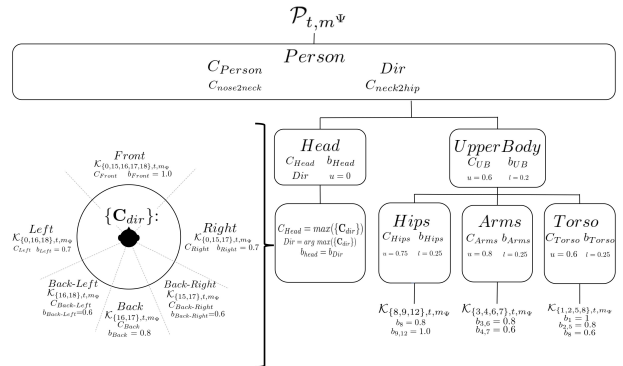 𝒫_{t,m^Ψ}
Person
C_{Person} Dir
C_{nose2neck} C_{neck2hip}
Head
C_{Head} b_{Head}
Dir u = 0
UpperBody
C_{UB} b_{UB}
u = 0.6 l = 0.2
C_{Head} = max({C_{dir}})
Dir = arg max({C_{dir}})
b_{head} = b_{Dir}
Hips
C_{Hips} b_{Hips}
u = 0.75 l = 0.25
Arms
C_{Arms} b_{Arms}
u = 0.8 l = 0.25
Torso
C_{Torso} b_{Torso}
u = 0.6 l = 0.25
𝒦_{{8,9,12},t,m_Ψ}
b_8 = 0.8
b_{9,12} = 1.0
𝒦_{{3,4,6,7},t,m_Ψ}
b_{3,6} = 0.8
b_{4,7} = 0.6
𝒦_{{1,2,5,8},t,m_Ψ}
b_1 = 1
b_{2,5} = 0.8
b_8 = 0.6
Front
𝒦_{{0,15,16,17,18},t,m_Ψ}
C_{Front} b_{Front} = 1.0
{C_{dir}}:
Left
𝒦_{{0,16,18},t,m_Ψ}
C_{Left} b_{Left} = 0.7
Right
𝒦_{{0,15,17},t,m_Ψ}
C_{Right} b_{Right} = 0.7
Back-Left
𝒦_{{16,18},t,m_Ψ}
C_{Back-Left}
b_{Back-Left}=0.6
Back
𝒦_{{16,17},t,m_Ψ}
C_{Back}
b_{Back} = 0.8
Back-Right
𝒦_{{15,17},t,m_Ψ}
C_{Back-Right}
b_{Back-Right}=0.6